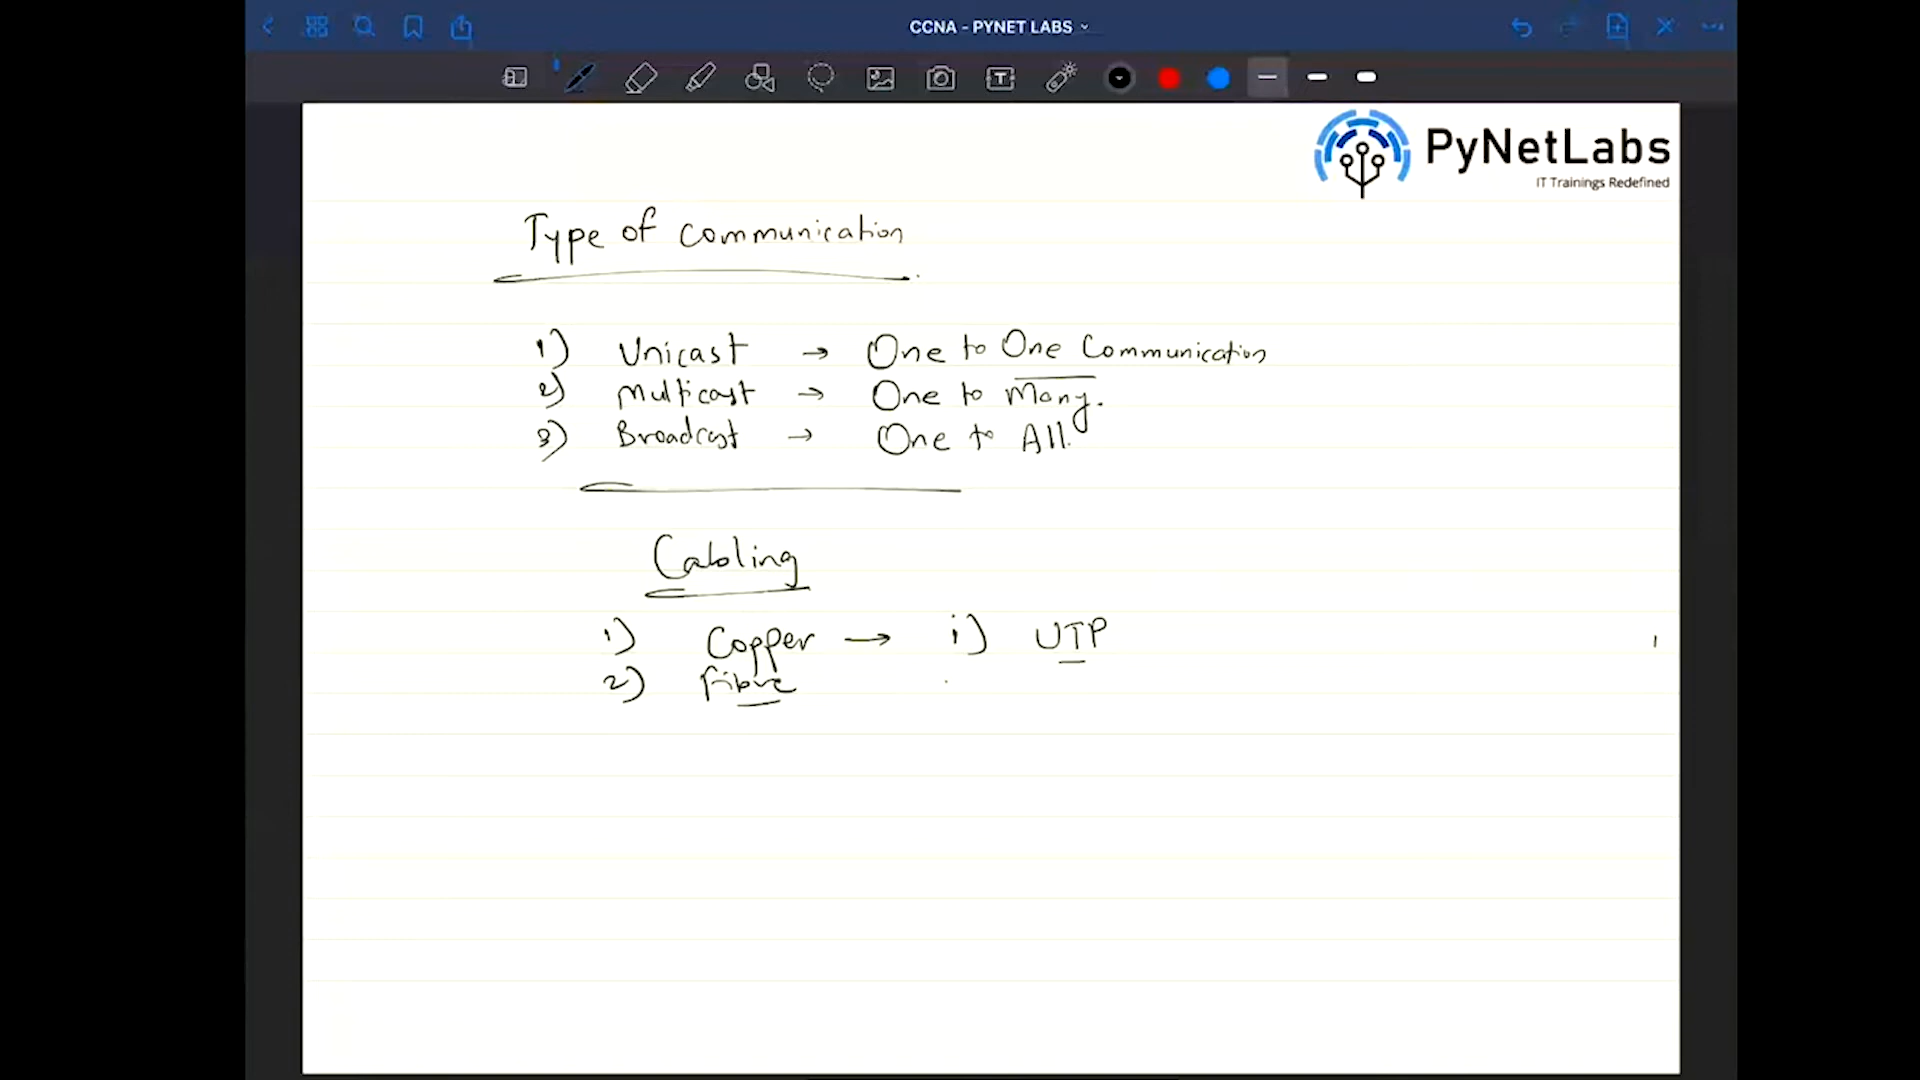 CCNA - PYNET LABS
PyNetLabs
IT Trainings Redefined
Type of communication
1) Unicast → One to One Communication
2) Multicast → One to Many.
3) Broadcast → One to All.
Cabling
1) Copper → i) UTP
2) Fibre